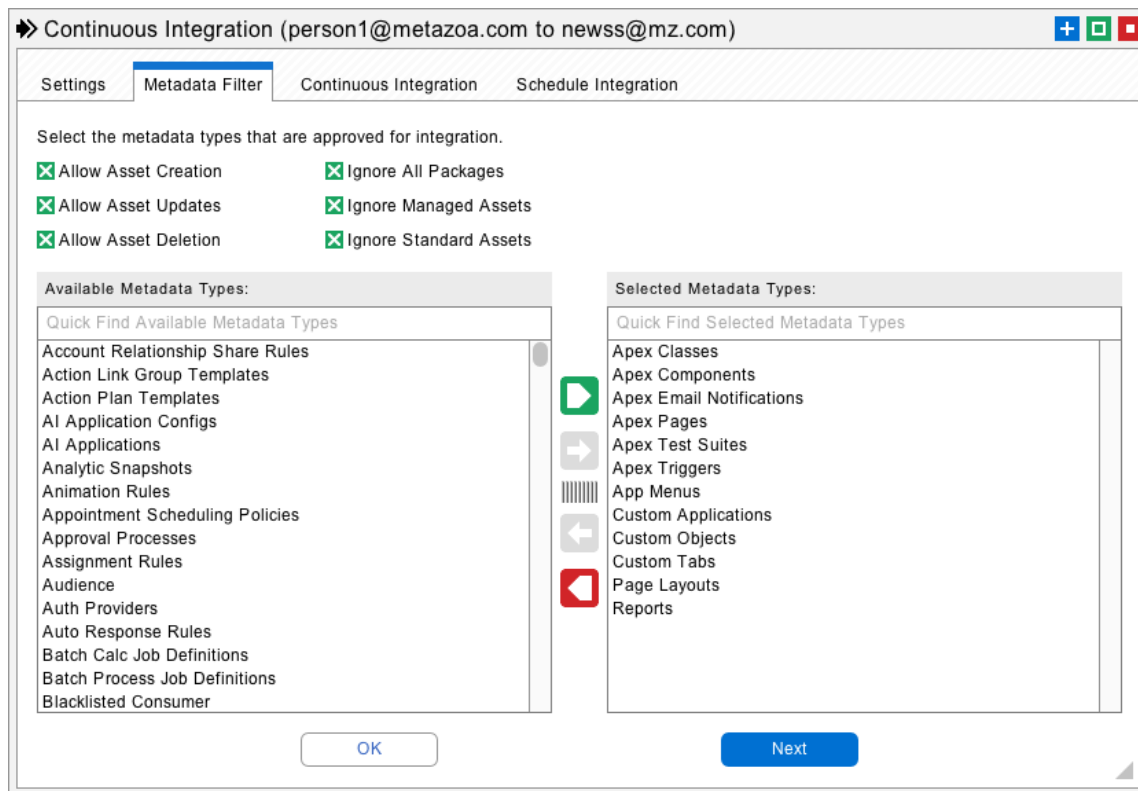 Continuous Integration (person1@metazoa.com to newss@mz.com)
Settings
Metadata Filter
Continuous Integration
Schedule Integration
Select the metadata types that are approved for integration.
Allow Asset Creation
Ignore All Packages
Allow Asset Updates
Ignore Managed Assets
Allow Asset Deletion
Ignore Standard Assets
Available Metadata Types:
Quick Find Available Metadata Types
Account Relationship Share Rules
Action Link Group Templates
Action Plan Templates
AI Application Configs
AI Applications
Analytic Snapshots
Animation Rules
Appointment Scheduling Policies
Approval Processes
Assignment Rules
Audience
Auth Providers
Auto Response Rules
Batch Calc Job Definitions
Batch Process Job Definitions
Blacklisted Consumer
Selected Metadata Types:
Quick Find Selected Metadata Types
Apex Classes
Apex Components
Apex Email Notifications
Apex Pages
Apex Test Suites
Apex Triggers
App Menus
Custom Applications
Custom Objects
Custom Tabs
Page Layouts
Reports
OK
Next